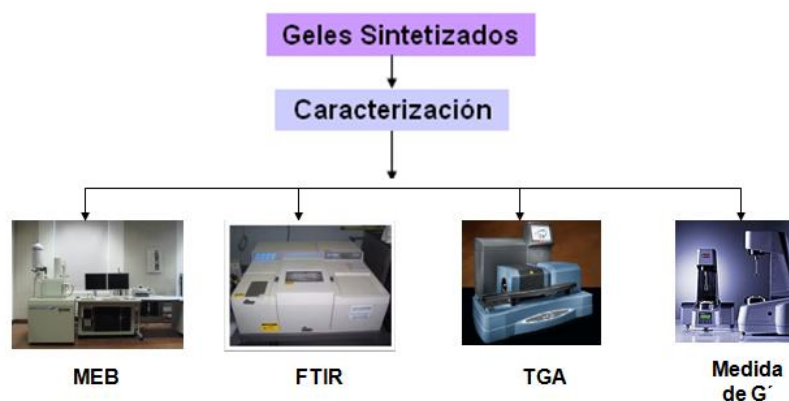 Geles Sintetizados
Caracterización
MEB
FTIR
TGA
Medida
de G´